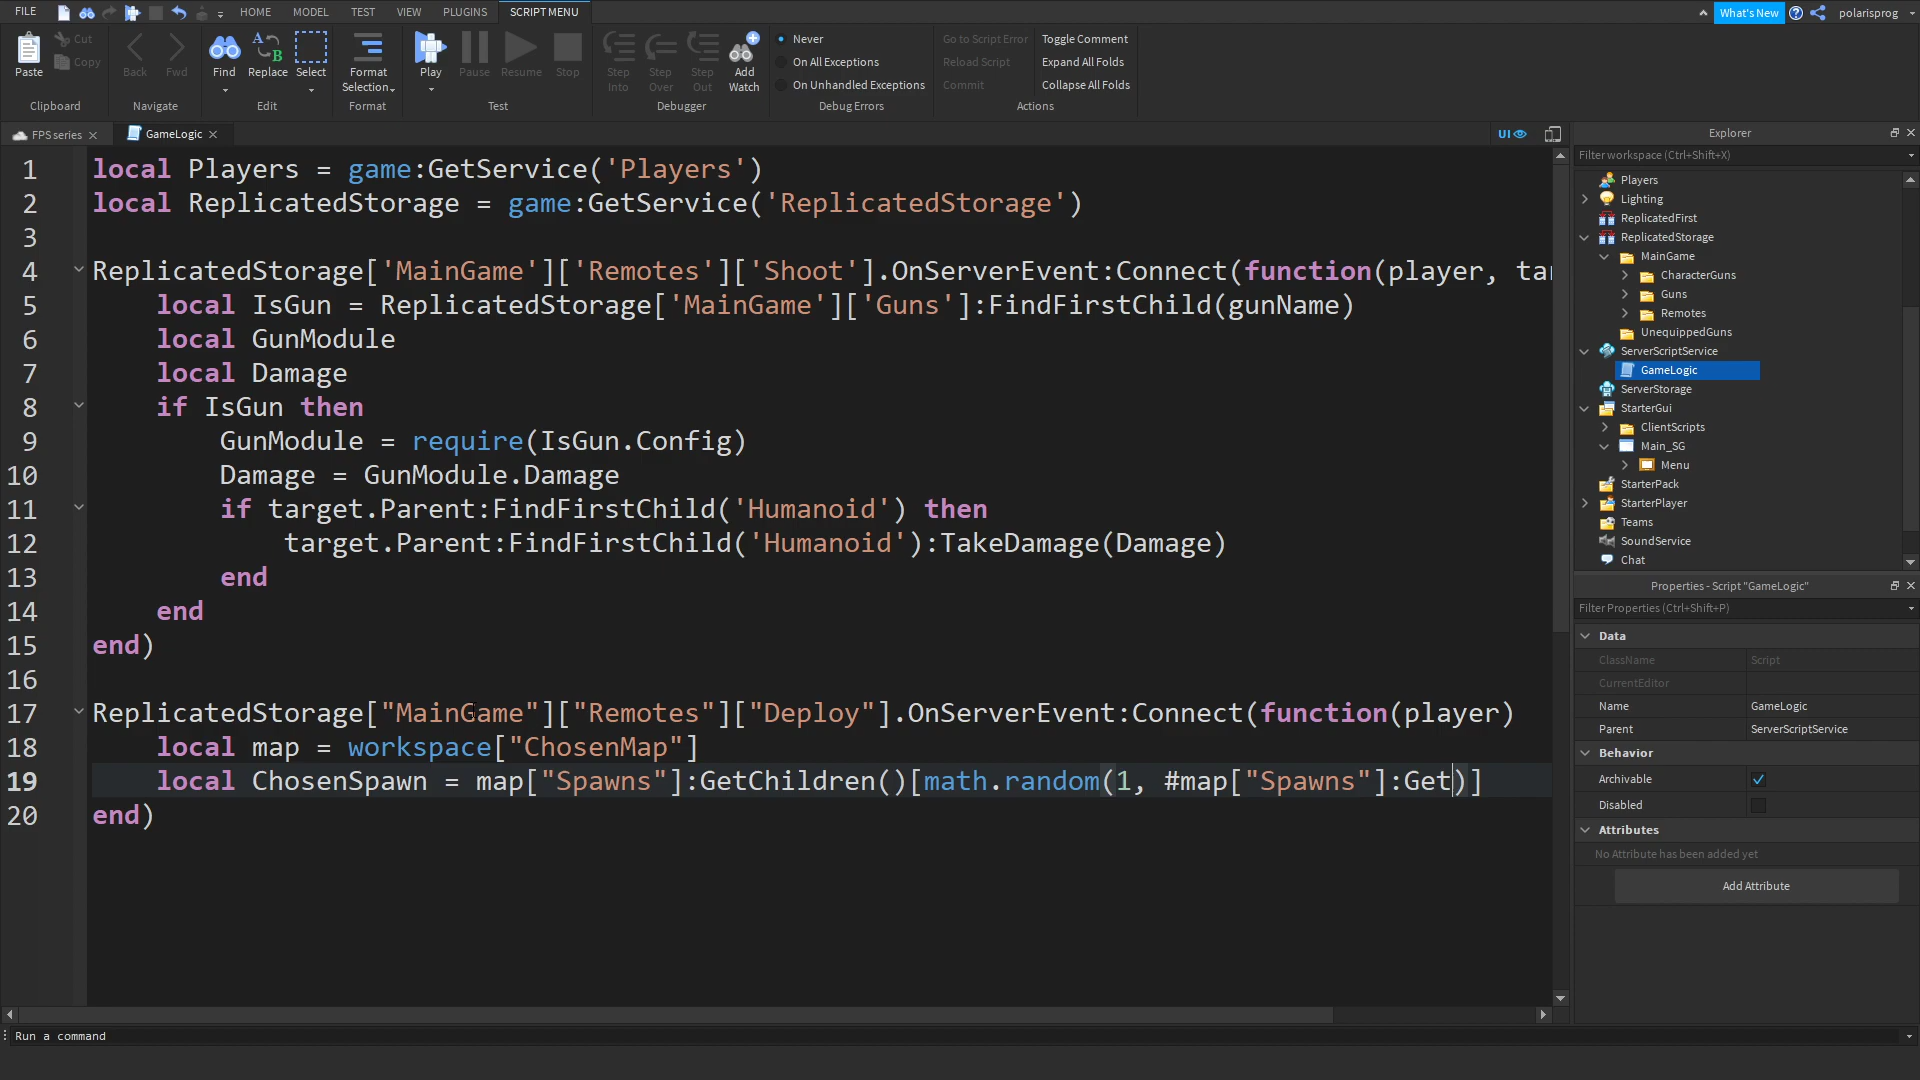 FILE
HOME
MODEL
TEST
VIEW
PLUGINS
SCRIPT MENU
What's New
polarisprog
Paste
Cut
Copy
Clipboard
Back
Fwd
Navigate
Find
Replace
Select
Edit
Format
Selection
Format
Play
Pause
Resume
Stop
Test
Step
Into
Step
Over
Step
Out
Add
Watch
Debugger
Never
On All Exceptions
On Unhandled Exceptions
Debug Errors
Go to Script Error
Reload Script
Commit
Toggle Comment
Expand All Folds
Collapse All Folds
Actions
FPS series
GameLogic
UI
1 local Players = game:GetService('Players')
2 local ReplicatedStorage = game:GetService('ReplicatedStorage')
3
4 ReplicatedStorage['MainGame']['Remotes']['Shoot'].OnServerEvent:Connect(function(player, tar
5 local IsGun = ReplicatedStorage['MainGame']['Guns']:FindFirstChild(gunName)
6 local GunModule
7 local Damage
8 if IsGun then
9 GunModule = require(IsGun.Config)
10 Damage = GunModule.Damage
11 if target.Parent:FindFirstChild('Humanoid') then
12 target.Parent:FindFirstChild('Humanoid'):TakeDamage(Damage)
13 end
14 end
15 end)
16
17 ReplicatedStorage["MainGame"]["Remotes"]["Deploy"].OnServerEvent:Connect(function(player)
18 local map = workspace["ChosenMap"]
19 local ChosenSpawn = map["Spawns"]:GetChildren()[math.random(1, #map["Spawns"]:Get)]
20 end)
Run a command
Explorer
Filter workspace (Ctrl+Shift+X)
Players
Lighting
ReplicatedFirst
ReplicatedStorage
MainGame
CharacterGuns
Guns
Remotes
UnequippedGuns
ServerScriptService
GameLogic
ServerStorage
StarterGui
ClientScripts
Main_SG
Menu
StarterPack
StarterPlayer
Teams
SoundService
Chat
Properties - Script "GameLogic"
Filter Properties (Ctrl+Shift+P)
Data
ClassName Script
CurrentEditor
Name GameLogic
Parent ServerScriptService
Behavior
Archivable
Disabled
Attributes
No Attribute has been added yet
Add Attribute